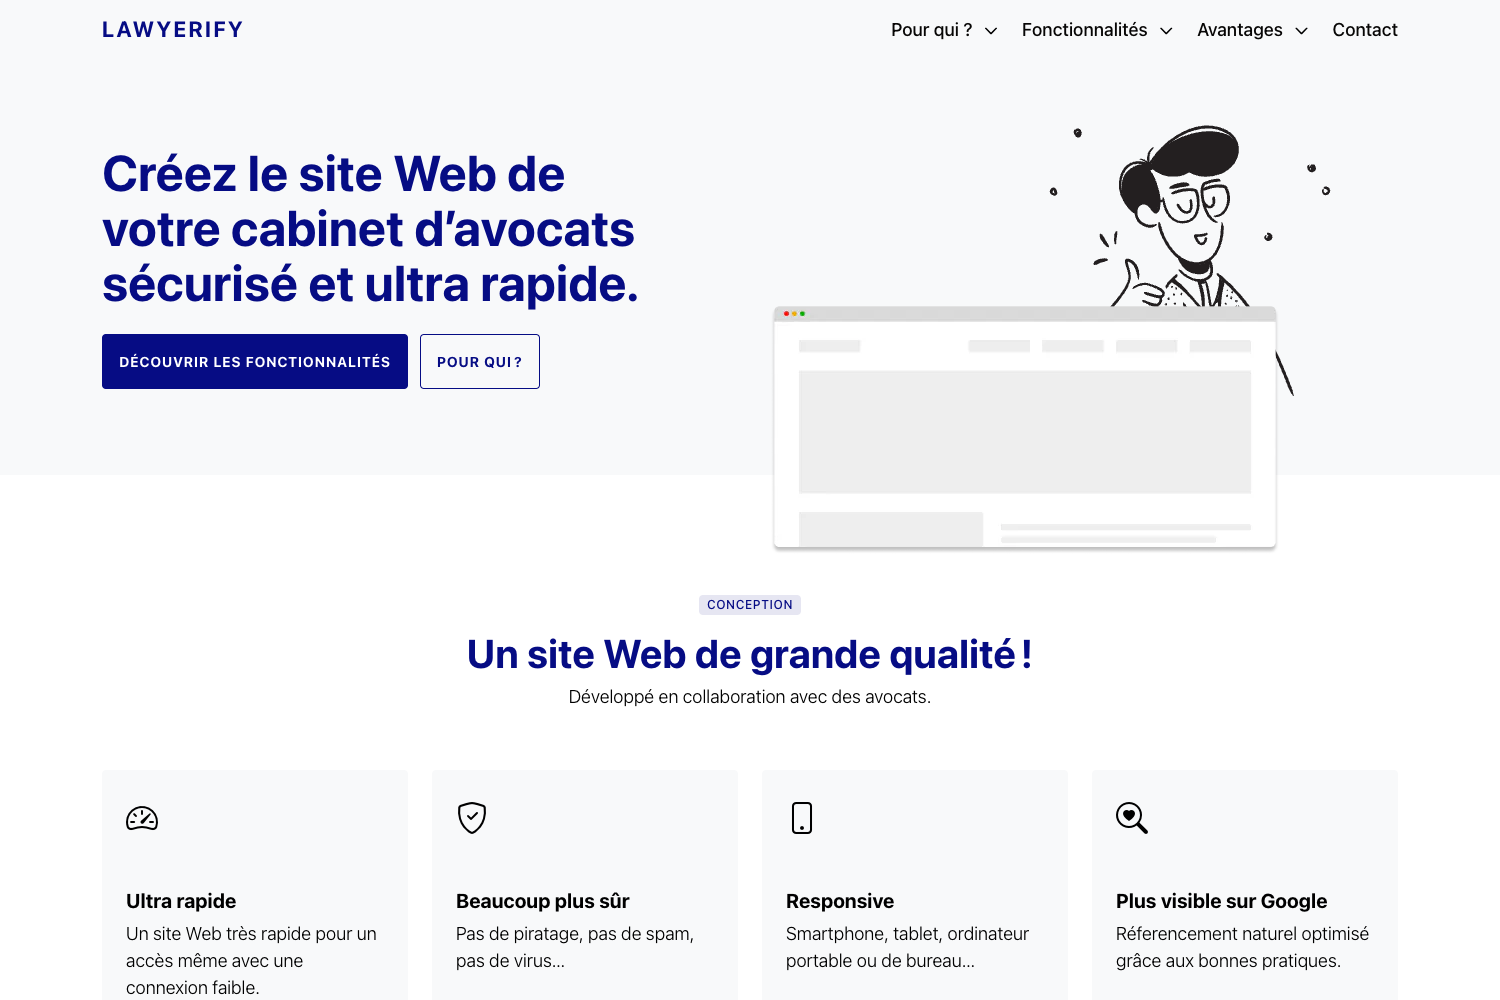 LAWYERIFY
Pour qui ?
Fonctionnalités
Avantages
Contact
Créez le site Web de
votre cabinet d’avocats
sécurisé et ultra rapide.
DÉCOUVRIR LES FONCTIONNALITÉS
POUR QUI ?
CONCEPTION
Un site Web de grande qualité !
Développé en collaboration avec des avocats.
Ultra rapide
Un site Web très rapide pour un
accès même avec une
connexion faible.
Beaucoup plus sûr
Pas de piratage, pas de spam,
pas de virus...
Responsive
Smartphone, tablet, ordinateur
portable ou de bureau...
Plus visible sur Google
Réferencement naturel optimisé
grâce aux bonnes pratiques.